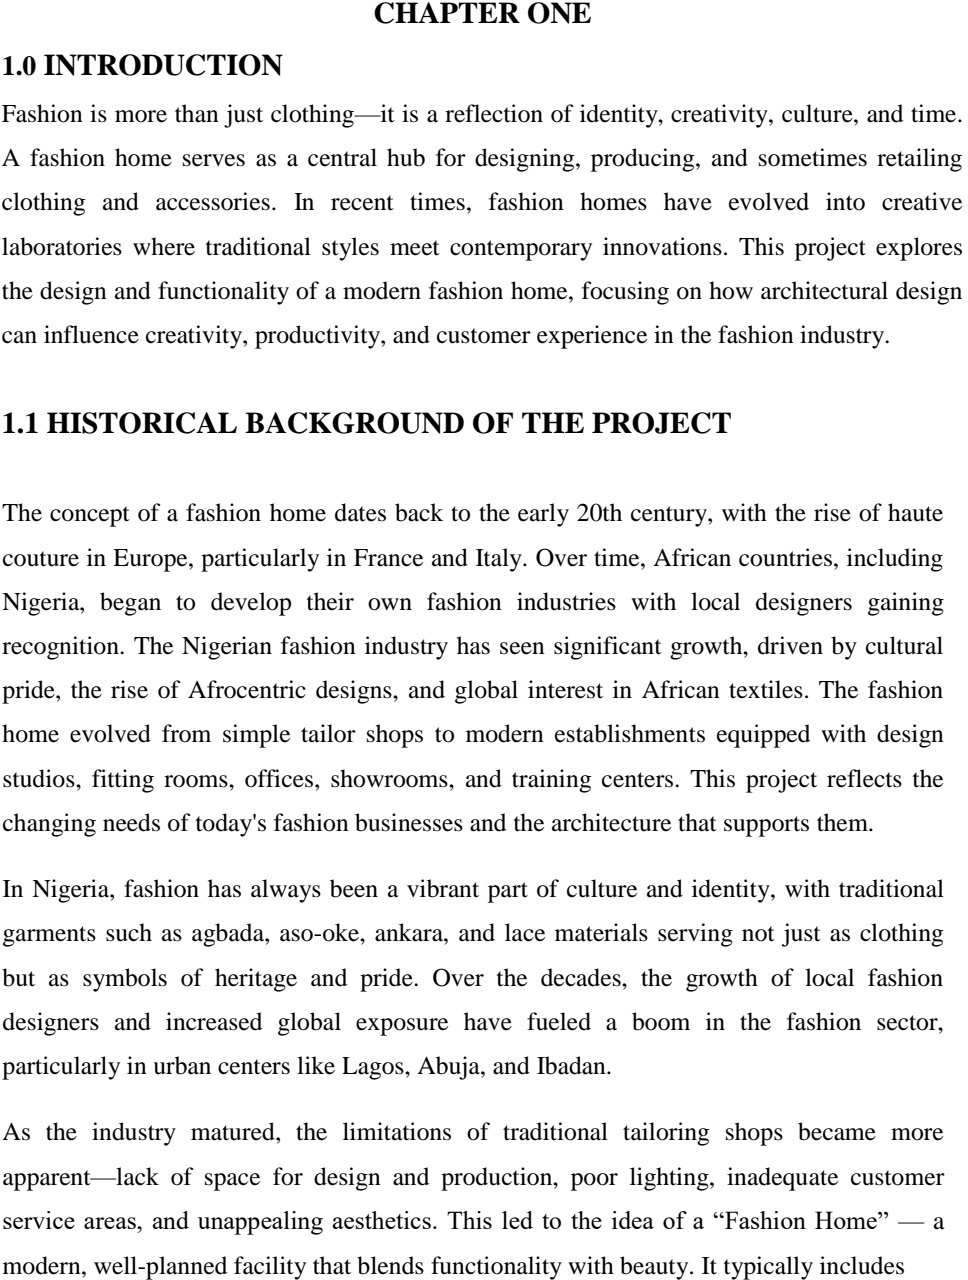 CHAPTER ONE
1.0 INTRODUCTION
Fashion is more than just clothing—it is a reflection of identity, creativity, culture, and time.
A fashion home serves as a central hub for designing, producing, and sometimes retailing
clothing and accessories. In recent times, fashion homes have evolved into creative
laboratories where traditional styles meet contemporary innovations. This project explores
the design and functionality of a modern fashion home, focusing on how architectural design
can influence creativity, productivity, and customer experience in the fashion industry.
1.1 HISTORICAL BACKGROUND OF THE PROJECT
The concept of a fashion home dates back to the early 20th century, with the rise of haute
couture in Europe, particularly in France and Italy. Over time, African countries, including
Nigeria, began to develop their own fashion industries with local designers gaining
recognition. The Nigerian fashion industry has seen significant growth, driven by cultural
pride, the rise of Afrocentric designs, and global interest in African textiles. The fashion
home evolved from simple tailor shops to modern establishments equipped with design
studios, fitting rooms, offices, showrooms, and training centers. This project reflects the
changing needs of today's fashion businesses and the architecture that supports them.
In Nigeria, fashion has always been a vibrant part of culture and identity, with traditional
garments such as agbada, aso-oke, ankara, and lace materials serving not just as clothing
but as symbols of heritage and pride. Over the decades, the growth of local fashion
designers and increased global exposure have fueled a boom in the fashion sector,
particularly in urban centers like Lagos, Abuja, and Ibadan.
As the industry matured, the limitations of traditional tailoring shops became more
apparent—lack of space for design and production, poor lighting, inadequate customer
service areas, and unappealing aesthetics. This led to the idea of a “Fashion Home” — a
modern, well-planned facility that blends functionality with beauty. It typically includes